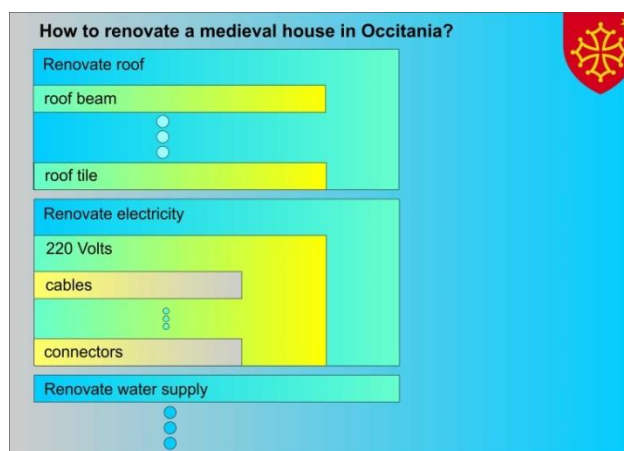 How to renovate a medieval house in Occitania?
Renovate roof
roof beam
roof tile
Renovate electricity
220 Volts
cables
connectors
Renovate water supply